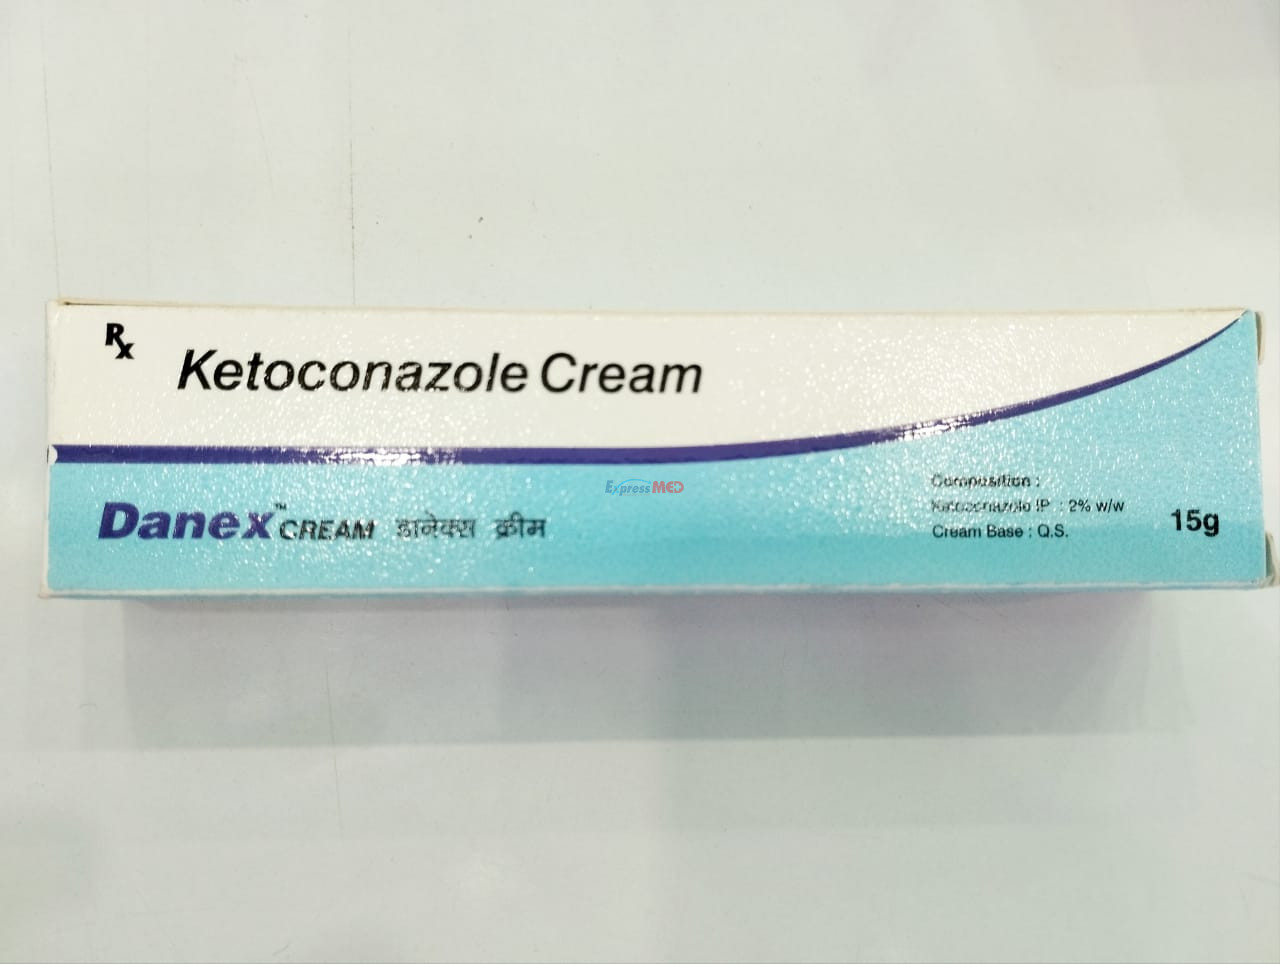 Rx
Ketoconazole Cream
Danex™ CREAM डानेक्स क्रीम
ExpressMED
Composition :
Ketoconazole IP : 2% w/w
Cream Base : Q.S.
15g